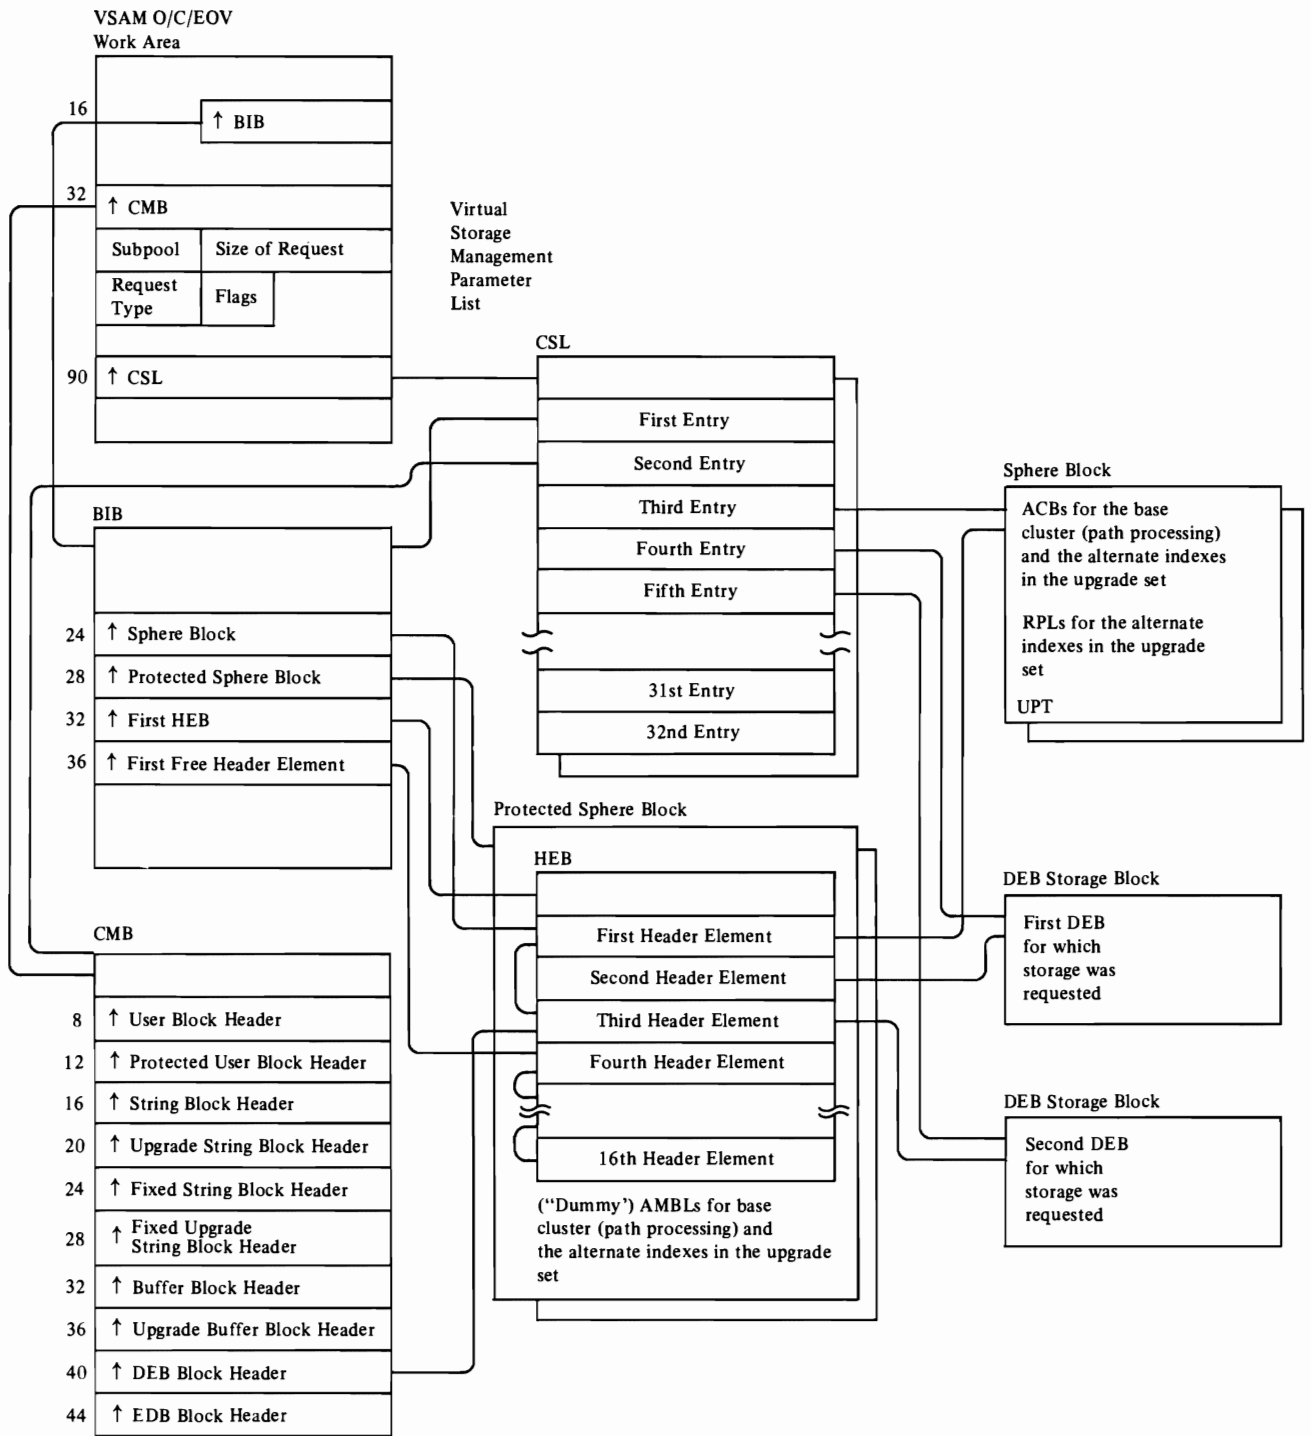 VSAM O/C/EOV
Work Area
16
↑ BIB
32
↑ CMB
Subpool
Size of Request
Request
Type
Flags
90
↑ CSL
Virtual
Storage
Management
Parameter
List
CSL
First Entry
Second Entry
Third Entry
Fourth Entry
Fifth Entry
31st Entry
32nd Entry
Sphere Block
ACBs for the base
cluster (path processing)
and the alternate indexes
in the upgrade set
RPLs for the alternate
indexes in the upgrade
set
UPT
BIB
24
↑ Sphere Block
28
↑ Protected Sphere Block
32
↑ First HEB
36
↑ First Free Header Element
Protected Sphere Block
HEB
First Header Element
Second Header Element
Third Header Element
Fourth Header Element
16th Header Element
("Dummy') AMBLs for base
cluster (path processing) and
the alternate indexes in the upgrade
set
DEB Storage Block
First DEB
for which
storage was
requested
DEB Storage Block
Second DEB
for which
storage was
requested
CMB
8
↑ User Block Header
12
↑ Protected User Block Header
16
↑ String Block Header
20
↑ Upgrade String Block Header
24
↑ Fixed String Block Header
28
↑ Fixed Upgrade
String Block Header
32
↑ Buffer Block Header
36
↑ Upgrade Buffer Block Header
40
↑ DEB Block Header
44
↑ EDB Block Header